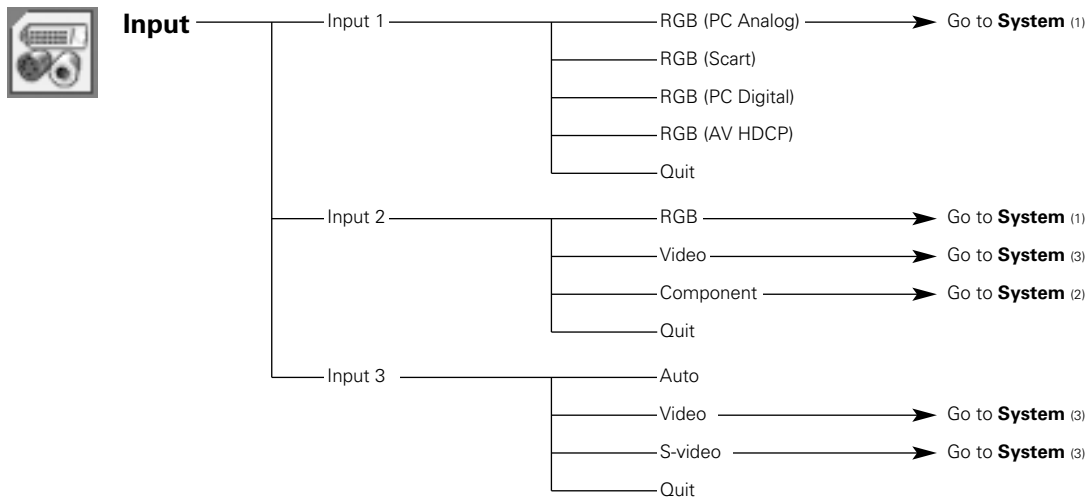 Input Input 1 RGB (PC Analog) Go to System (1)
RGB (Scart)
RGB (PC Digital)
RGB (AV HDCP)
Quit
Input 2 RGB Go to System (1)
Video Go to System (3)
Component Go to System (2)
Quit
Input 3 Auto
Video Go to System (3)
S-video Go to System (3)
Quit